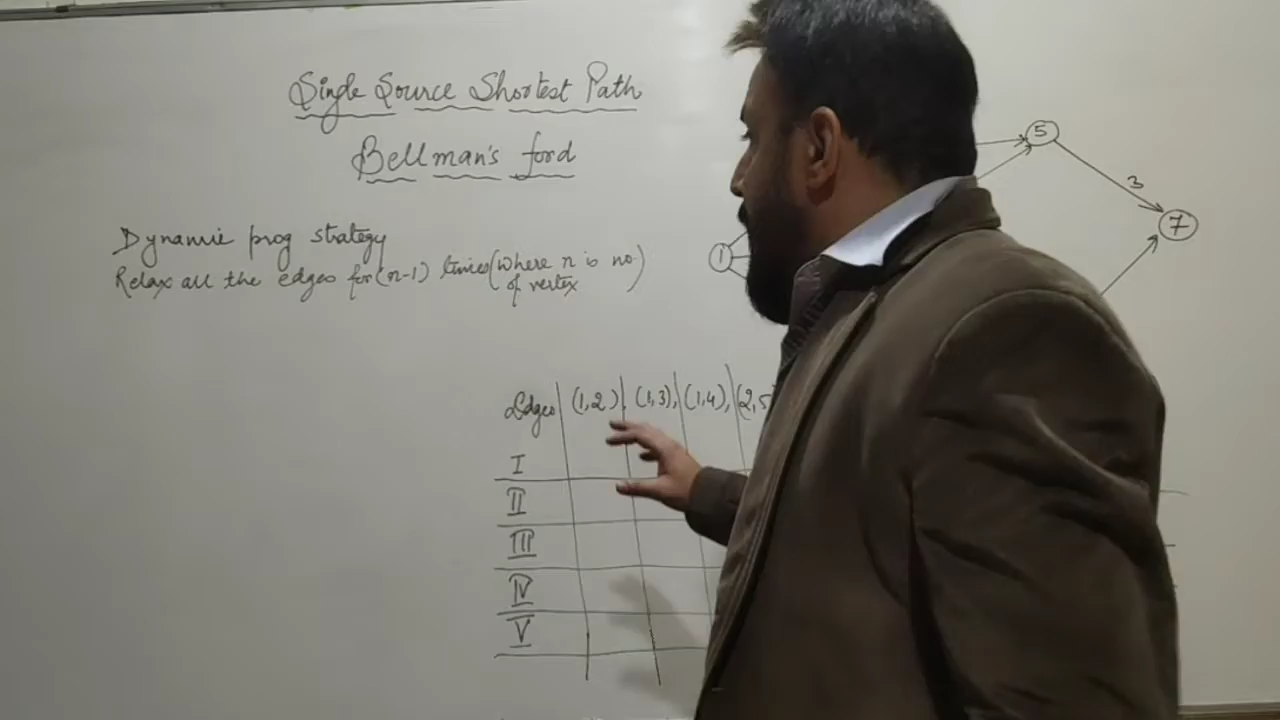 Single Source Shortest Path
Bellman's ford
Dynamic prog strategy
Relax all the edges for (n-1) times (where n is no. of vertex)
1
5
3
7
Edges (1,2), (1,3), (1,4), (2,5
I
II
III
IV
V